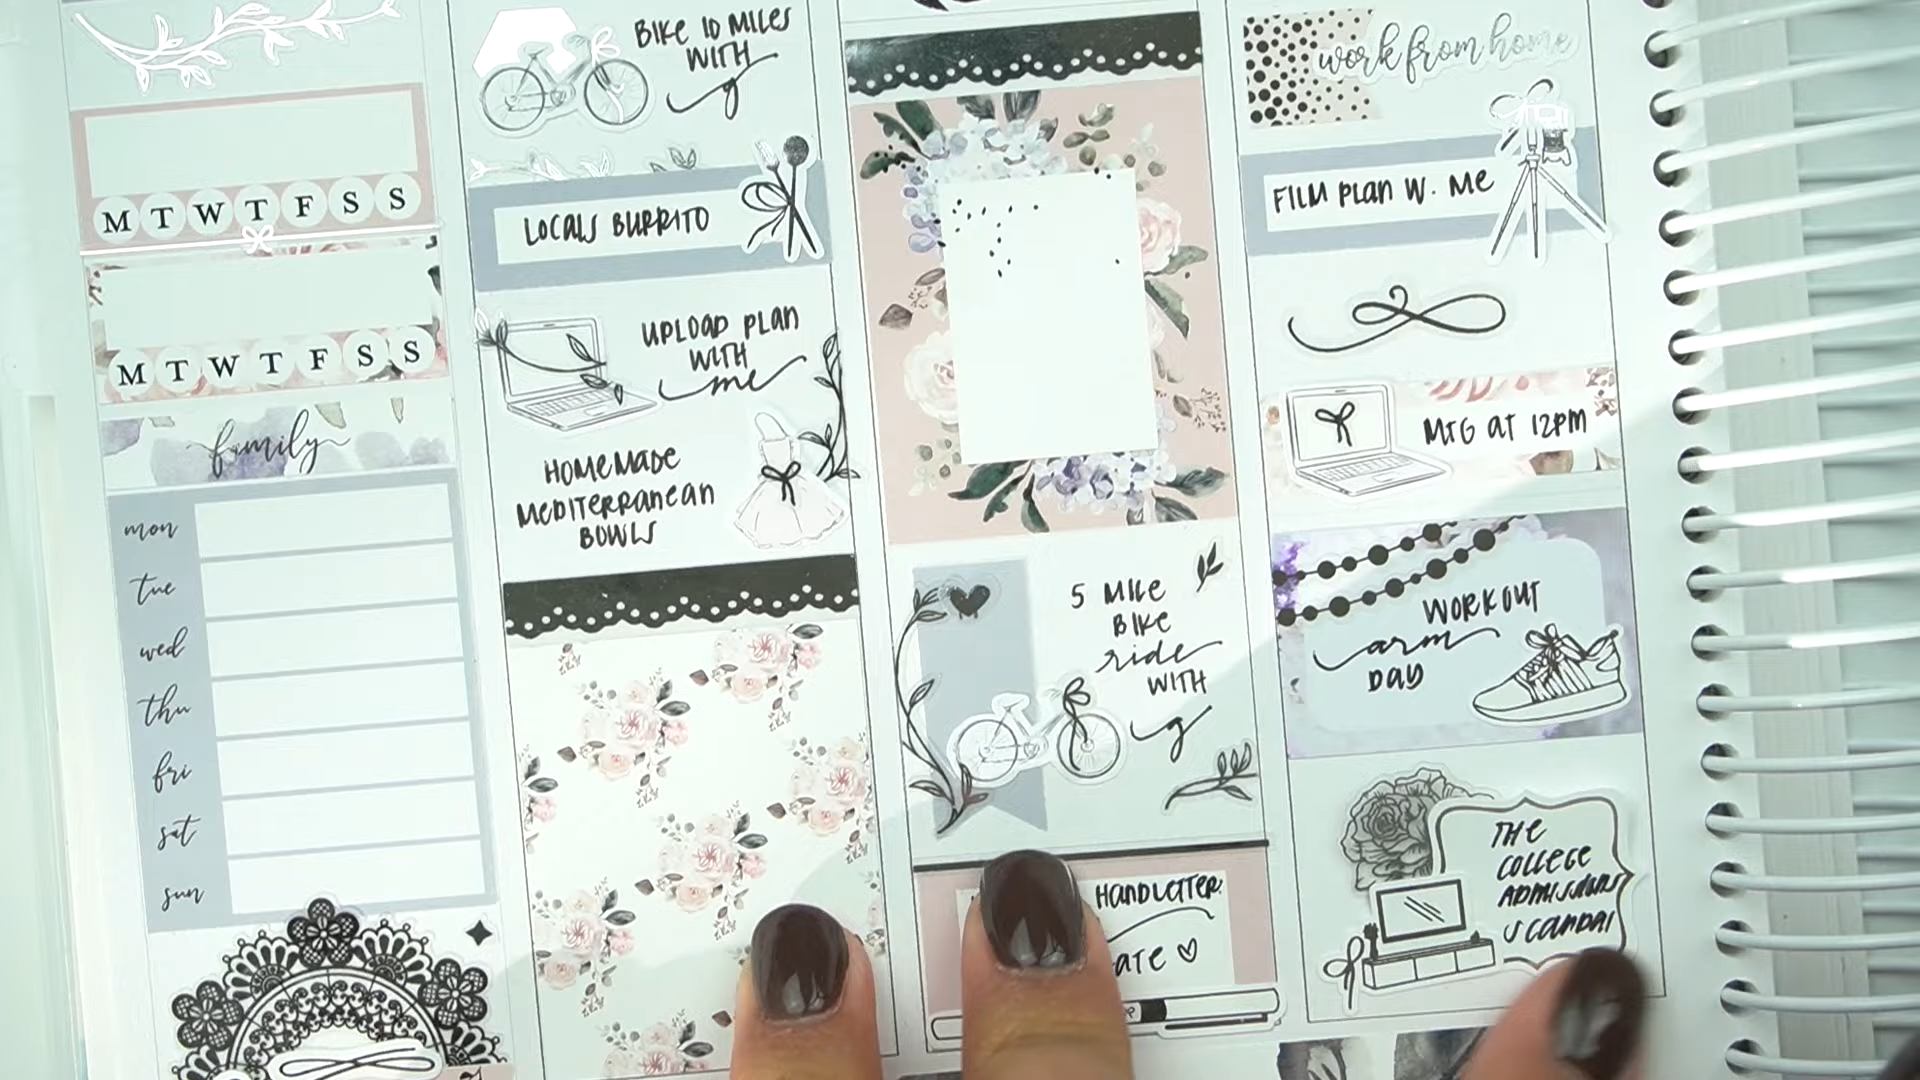 M T W T F S S
M T W T F S S
family
mon
tue
wed
thu
fri
sat
sun
BIKE 10 MILES
WITH
g
LOCALS BURRITO
UPLOAD PLAN
WITH
me
HOMEMADE
MEDITERRANEAN
BOWLS
5 MILE
BIKE
ride
WITH
g
HANDLETTER
ATE
work from home
FILM PLAN W. ME
MTG AT 12PM
WORKOUT
arm
DAY
THE
COLLEGE
ADMISSIONS
SCANDAL